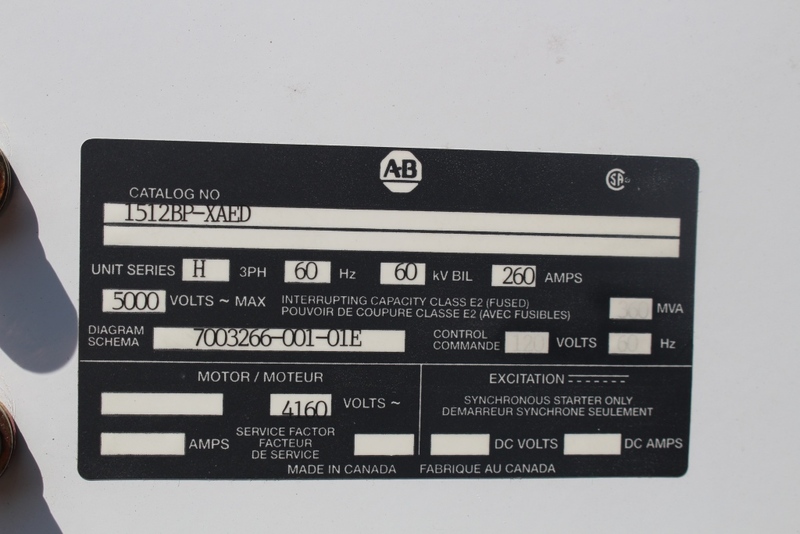 A-B
SA
CATALOG NO
1512BP-XAED
UNIT SERIES H 3PH 60 Hz 60 kV BIL 260 AMPS
5000 VOLTS ~ MAX INTERRUPTING CAPACITY CLASS E2 (FUSED)
POUVOIR DE COUPURE CLASSE E2 (AVEC FUSIBLES) MVA
DIAGRAM
SCHEMA 7003266-001-01E CONTROL
COMMANDE 120 VOLTS 60 Hz
MOTOR / MOTEUR
4160 VOLTS ~
AMPS SERVICE FACTOR
FACTEUR
DE SERVICE
EXCITATION
SYNCHRONOUS STARTER ONLY
DEMARREUR SYNCHRONE SEULEMENT
DC VOLTS DC AMPS
MADE IN CANADA FABRIQUE AU CANADA